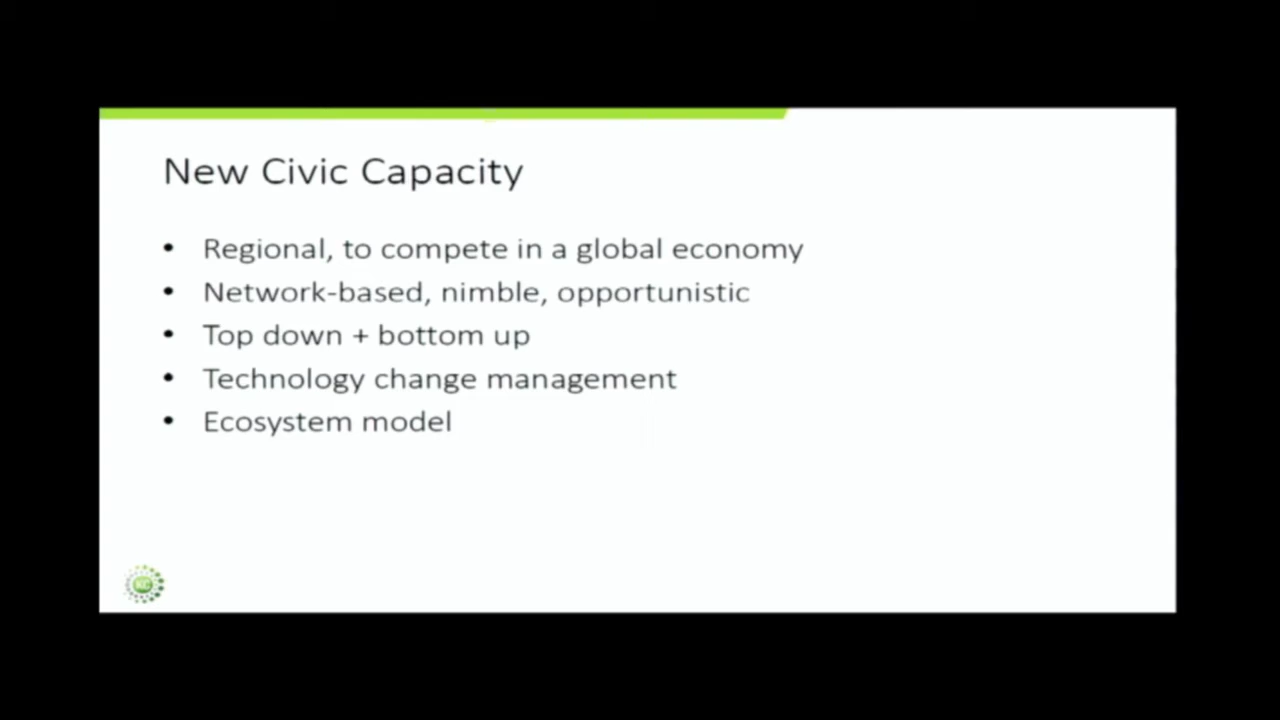 New Civic Capacity
• Regional, to compete in a global economy
• Network-based, nimble, opportunistic
• Top down + bottom up
• Technology change management
• Ecosystem model
KC